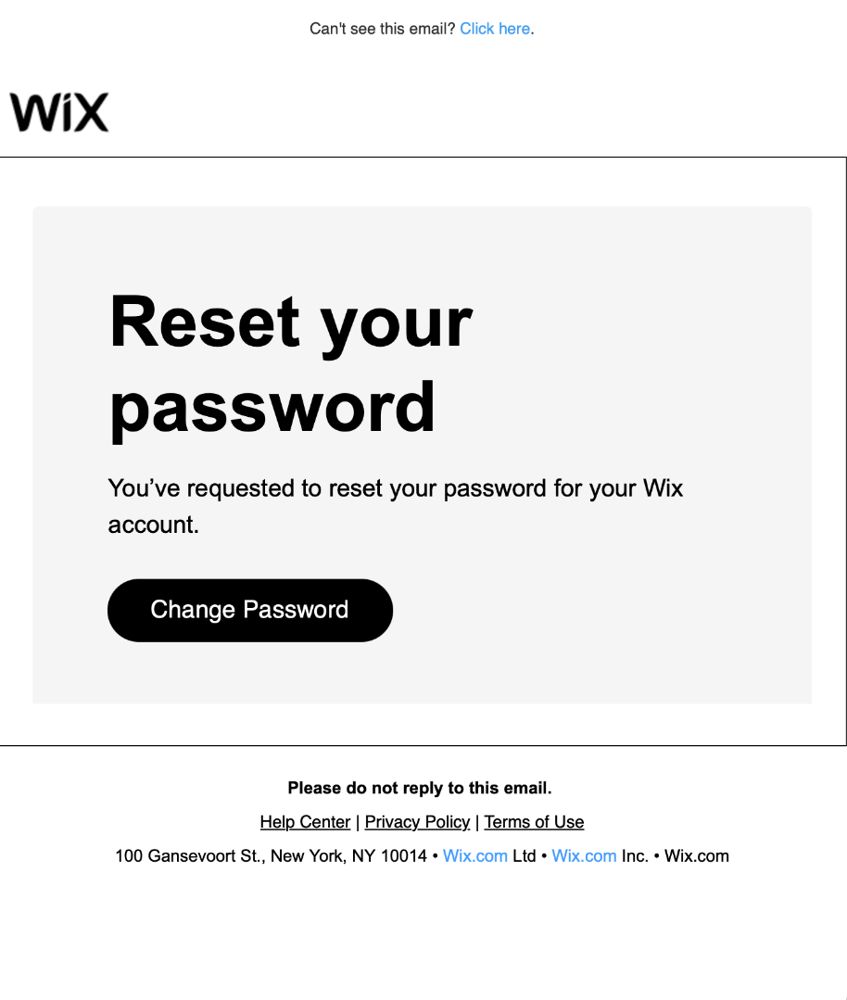 Can't see this email? Click here.
WiX
Reset your
password
You’ve requested to reset your password for your Wix
account.
Change Password
Please do not reply to this email.
Help Center | Privacy Policy | Terms of Use
100 Gansevoort St., New York, NY 10014 • Wix.com Ltd • Wix.com Inc. • Wix.com